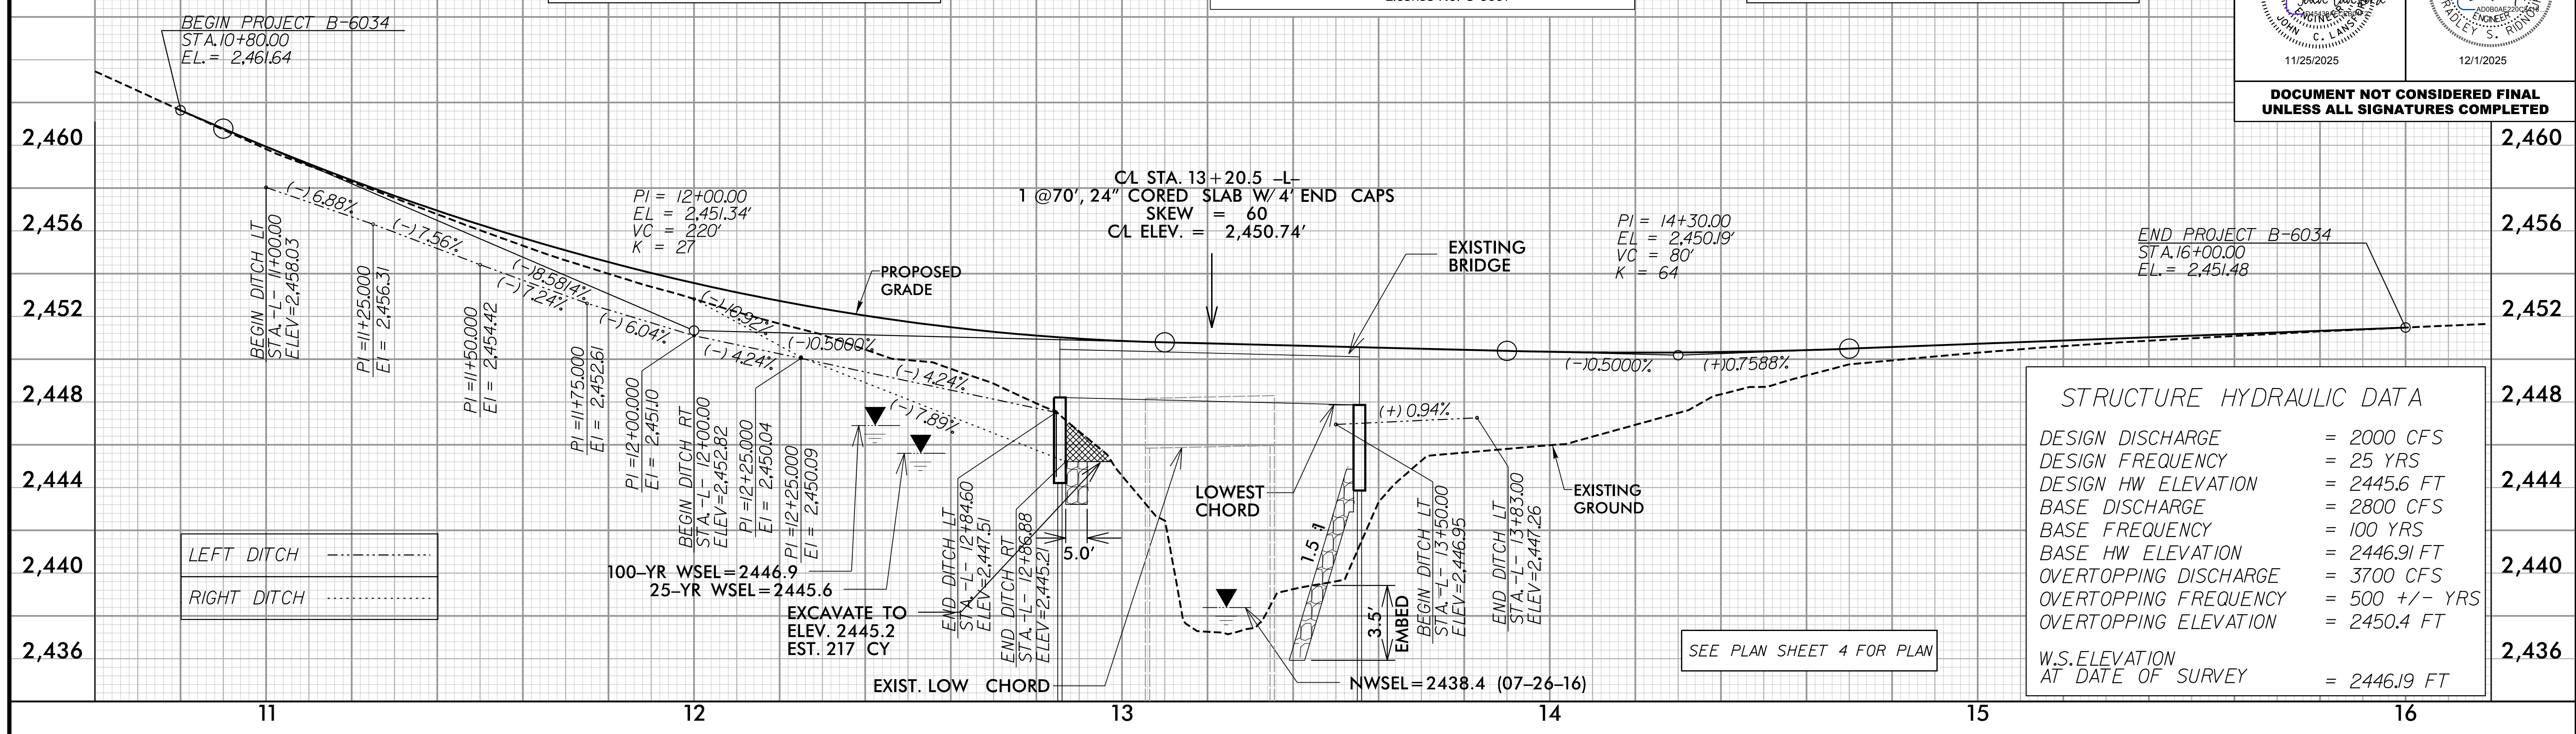 BEGIN PROJECT B-6034
STA.10+80.00
EL.= 2,461.64
11/25/2025
12/1/2025
DOCUMENT NOT CONSIDERED FINAL
UNLESS ALL SIGNATURES COMPLETED
2,460
2,456
2,452
2,448
2,444
2,440
2,436
2,460
2,456
2,452
2,448
2,444
2,440
2,436
(-)6.88%
(-)7.56%
(-)8.5814%
(-)7.24%
(-)6.04%
(-)10.92%
(-)0.5000%
(-)4.24%
(-)4.24%
(-)7.89%
PI = 12+00.00
EL = 2,451.34'
VC = 220'
K = 27
PROPOSED
GRADE
C/L STA. 13+20.5 -L-
1 @70', 24" CORED SLAB W/ 4' END CAPS
SKEW = 60
C/L ELEV. = 2,450.74'
EXISTING
BRIDGE
PI = 14+30.00
EL = 2,450.19'
VC = 80'
K = 64
(-)0.5000%
(+)0.7588%
END PROJECT B-6034
STA.16+00.00
EL.= 2,451.48
BEGIN DITCH LT
STA.-L- 11+00.00
ELEV=2,458.03
PI =11+25.000
El = 2,456.31
PI =11+50.000
El = 2,454.42
PI =11+75.000
El = 2,452.61
PI =12+00.000
El = 2,451.10
BEGIN DITCH RT
STA.-L- 12+00.00
ELEV=2,452.82
PI =12+25.000
El = 2,450.04
PI =12+25.000
El = 2,450.09
END DITCH LT
STA.-L- 12+84.60
ELEV=2,447.51
END DITCH RT
STA.-L- 12+86.88
ELEV=2,445.21
5.0'
LOWEST
CHORD
1.5:1
3.5'
EMBED
(+) 0.94%
BEGIN DITCH LT
STA.-L- 13+50.00
ELEV=2,446.95
END DITCH LT
STA.-L- 13+83.00
ELEV=2,447.26
EXISTING
GROUND
100-YR WSEL=2446.9
25-YR WSEL=2445.6
EXCAVATE TO
ELEV. 2445.2
EST. 217 CY
EXIST. LOW CHORD
NWSEL=2438.4 (07-26-16)
LEFT DITCH
RIGHT DITCH
SEE PLAN SHEET 4 FOR PLAN
STRUCTURE HYDRAULIC DATA
DESIGN DISCHARGE = 2000 CFS
DESIGN FREQUENCY = 25 YRS
DESIGN HW ELEVATION = 2445.6 FT
BASE DISCHARGE = 2800 CFS
BASE FREQUENCY = 100 YRS
BASE HW ELEVATION = 2446.91 FT
OVERTOPPING DISCHARGE = 3700 CFS
OVERTOPPING FREQUENCY = 500 +/- YRS
OVERTOPPING ELEVATION = 2450.4 FT
W.S.ELEVATION
AT DATE OF SURVEY = 2446.19 FT
11
12
13
14
15
16